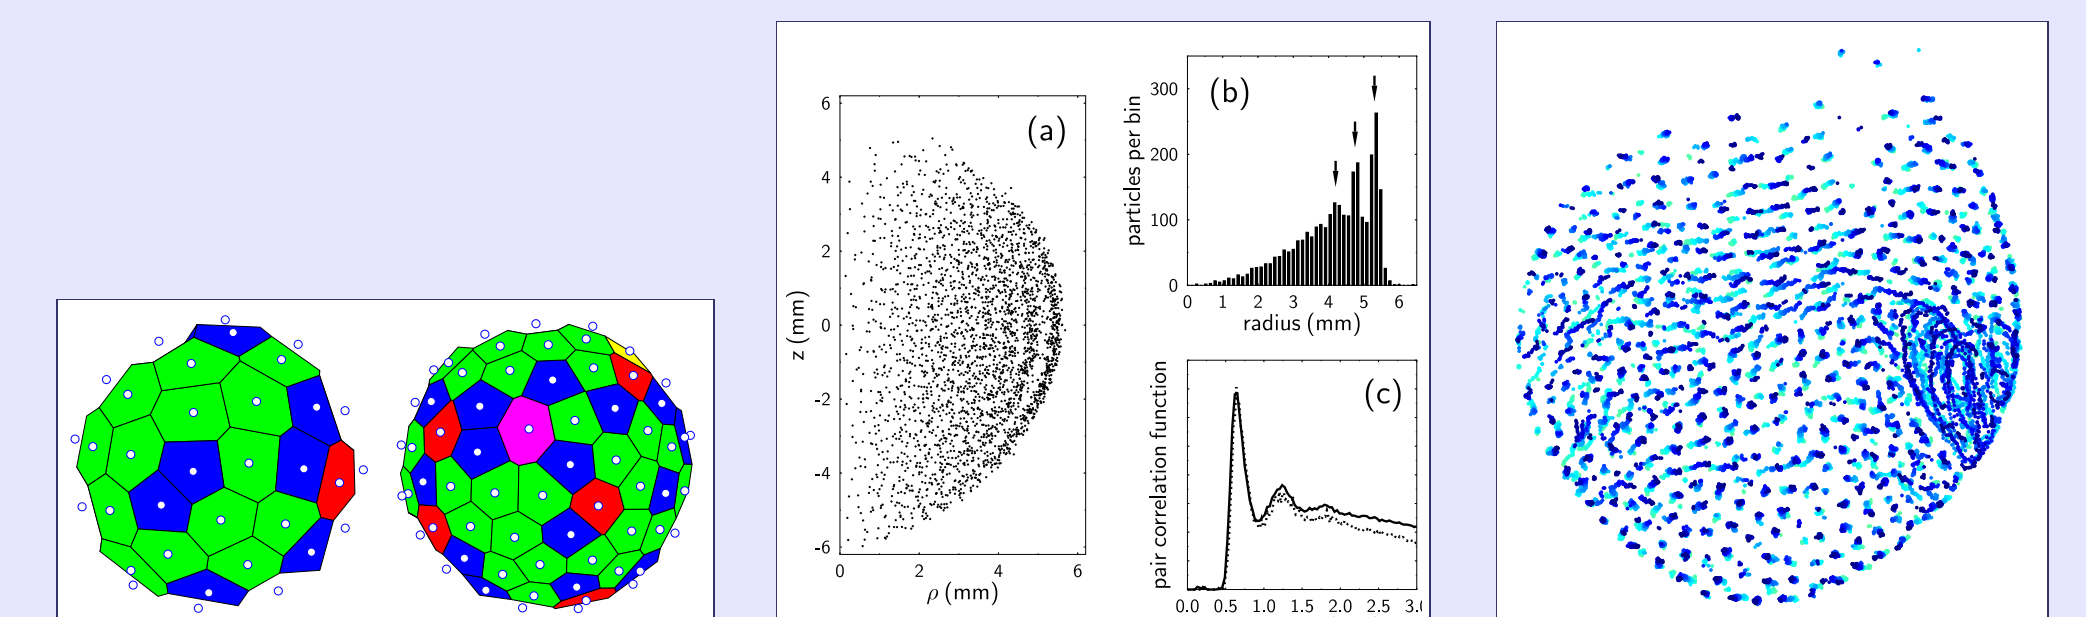 (a)
6
4
2
0
-2
-4
-6
z (mm)
0 2 4 6
ρ (mm)
(b)
300
200
100
0
particles per bin
0 1 2 3 4 5 6
radius (mm)
(c)
pair correlation function
0.0 0.5 1.0 1.5 2.0 2.5